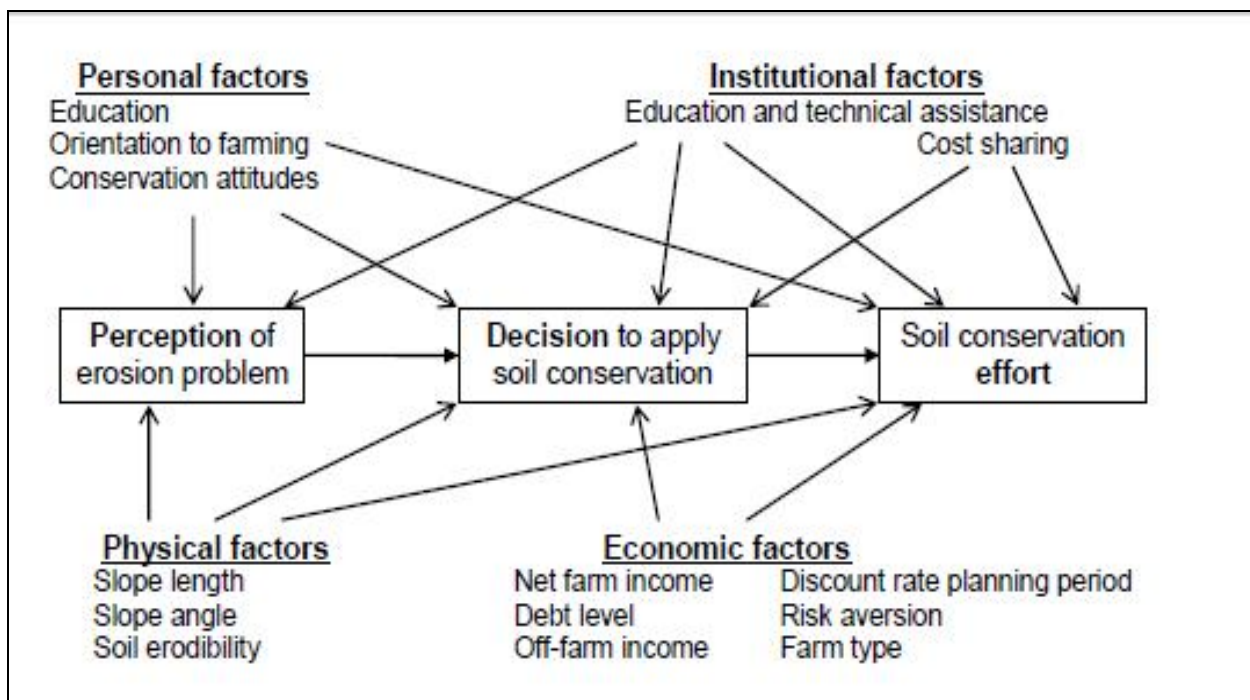 Personal factors
Education
Orientation to farming
Conservation attitudes
Institutional factors
Education and technical assistance
Cost sharing
Perception of
erosion problem
Decision to apply
soil conservation
Soil conservation
effort
Physical factors
Slope length
Slope angle
Soil erodibility
Economic factors
Net farm income
Debt level
Off-farm income
Discount rate planning period
Risk aversion
Farm type